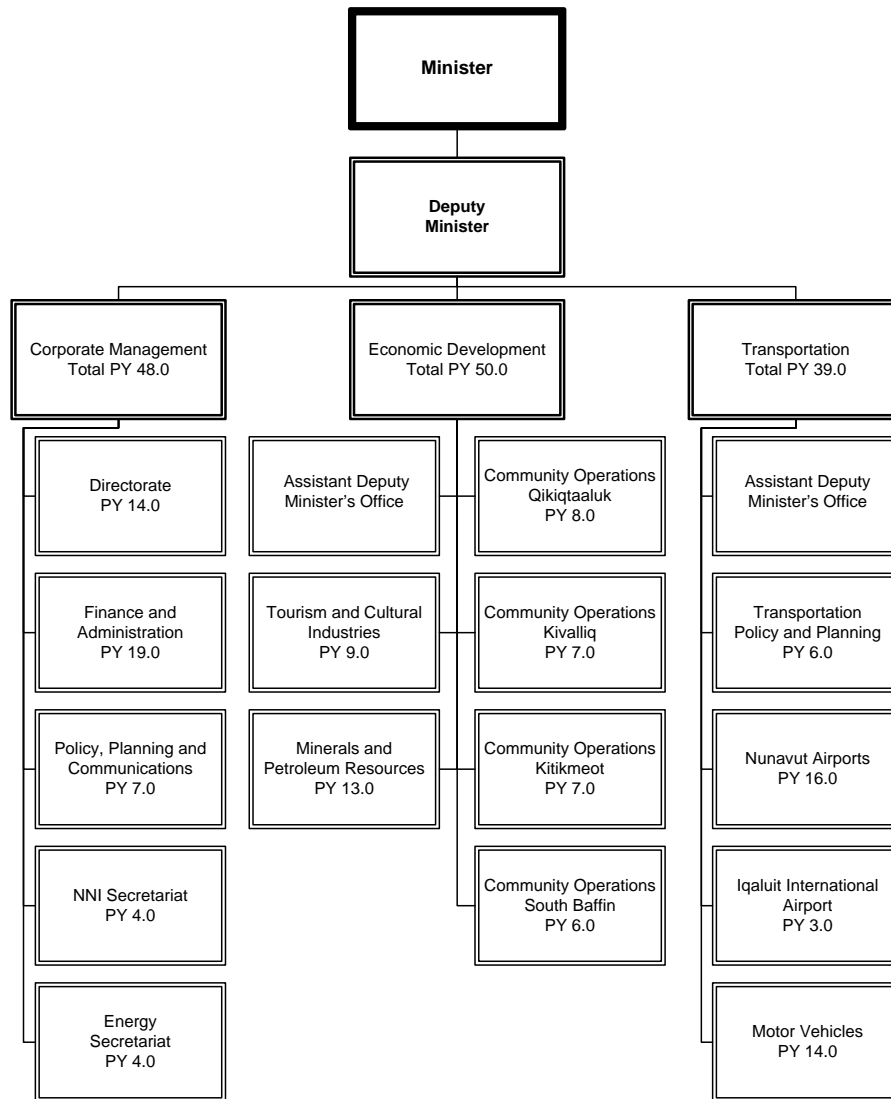 Minister
Deputy
Minister
Corporate Management
Total PY 48.0
Economic Development
Total PY 50.0
Transportation
Total PY 39.0
Directorate
PY 14.0
Assistant Deputy
Minister's Office
Community Operations
Qikiqtaaluk
PY 8.0
Assistant Deputy
Minister's Office
Finance and
Administration
PY 19.0
Tourism and Cultural
Industries
PY 9.0
Community Operations
Kivalliq
PY 7.0
Transportation
Policy and Planning
PY 6.0
Policy, Planning and
Communications
PY 7.0
Minerals and
Petroleum Resources
PY 13.0
Community Operations
Kitikmeot
PY 7.0
Nunavut Airports
PY 16.0
NNI Secretariat
PY 4.0
Community Operations
South Baffin
PY 6.0
Iqaluit International
Airport
PY 3.0
Energy
Secretariat
PY 4.0
Motor Vehicles
PY 14.0